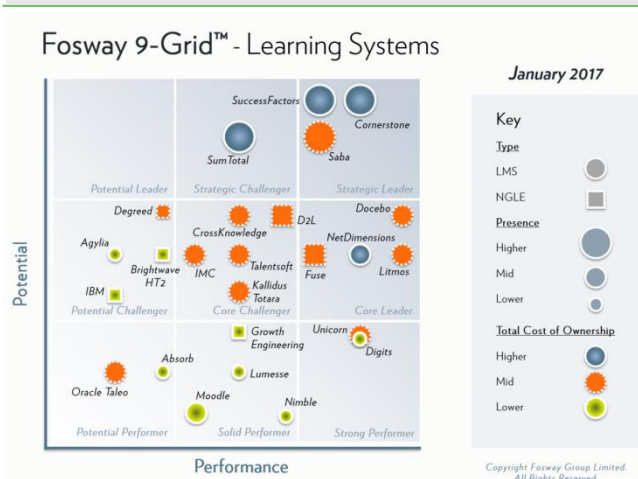 Fosway 9-Grid™ - Learning Systems
January 2017
SuccessFactors
Cornerstone
SumTotal
Saba
Potential Leader
Strategic Challenger
Strategic Leader
Degreed
CrossKnowledge
D2L
Docebo
Agylia
Brightwave
HT2
IMC
Talentsoft
Fuse
NetDimensions
Litmos
IBM
Kallidus
Totara
Potential Challenger
Core Challenger
Core Leader
Growth
Engineering
Unicorn
Digits
Absorb
Oracle Taleo
Lumesse
Moodle
Nimble
Potential Performer
Solid Performer
Strong Performer
Potential
Performance
Key
Type
LMS
NGLE
Presence
Higher
Mid
Lower
Total Cost of Ownership
Higher
Mid
Lower
Copyright Fosway Group Limited.
All Rights Reserved